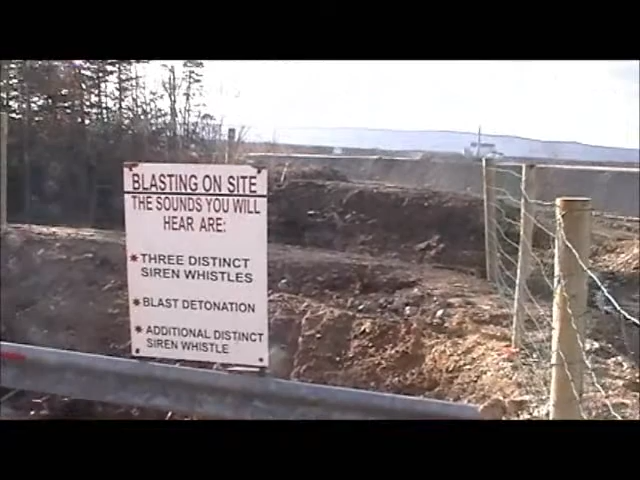 BLASTING ON SITE
THE SOUNDS YOU WILL
HEAR ARE:
* THREE DISTINCT
SIREN WHISTLES
* BLAST DETONATION
* ADDITIONAL DISTINCT
SIREN WHISTLE